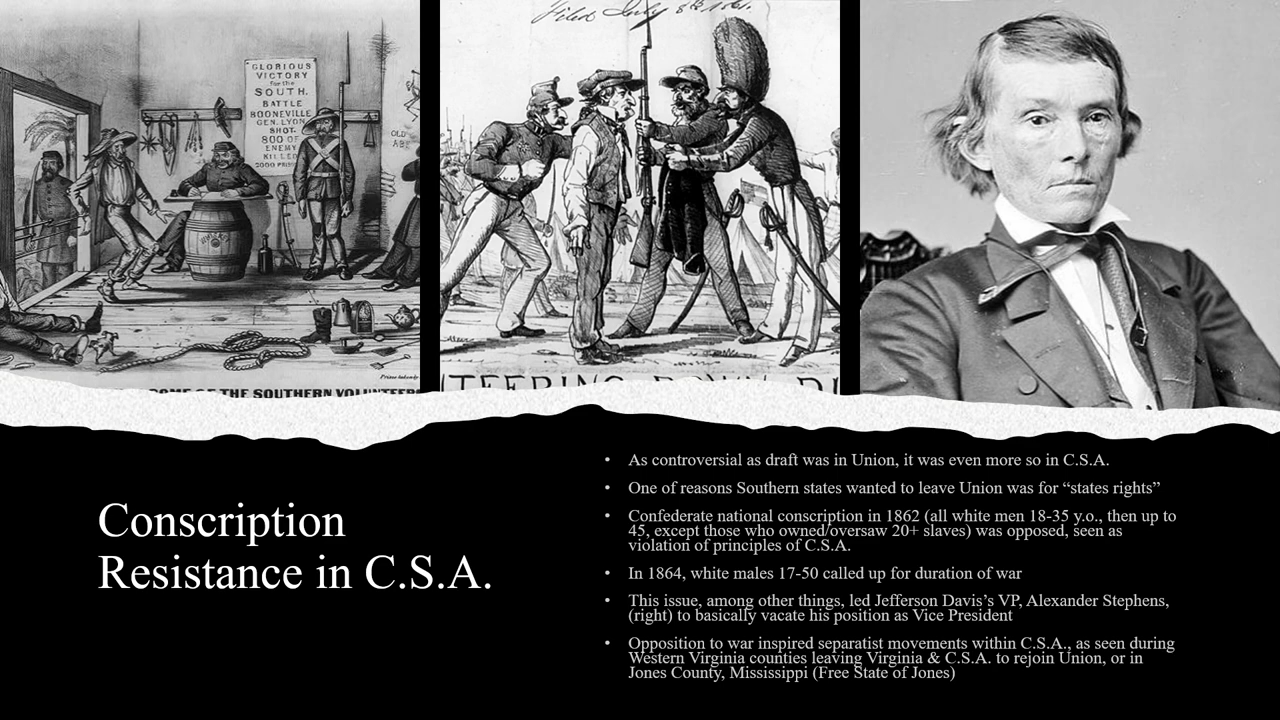 Filed July 8th 1861.
GLORIOUS
VICTORY
for the
SOUTH.
BATTLE
BOONEVILLE
GEN. LYON
SHOT-
800 OF
ENEMY
KILLED
OLD
Conscription
Resistance in C.S.A.
• As controversial as draft was in Union, it was even more so in C.S.A.
• One of reasons Southern states wanted to leave Union was for “states rights”
• Confederate national conscription in 1862 (all white men 18-35 y.o., then up to
45, except those who owned/oversaw 20+ slaves) was opposed, seen as
violation of principles of C.S.A.
• In 1864, white males 17-50 called up for duration of war
• This issue, among other things, led Jefferson Davis’s VP, Alexander Stephens,
(right) to basically vacate his position as Vice President
• Opposition to war inspired separatist movements within C.S.A., as seen during
Western Virginia counties leaving Virginia & C.S.A. to rejoin Union, or in
Jones County, Mississippi (Free State of Jones)